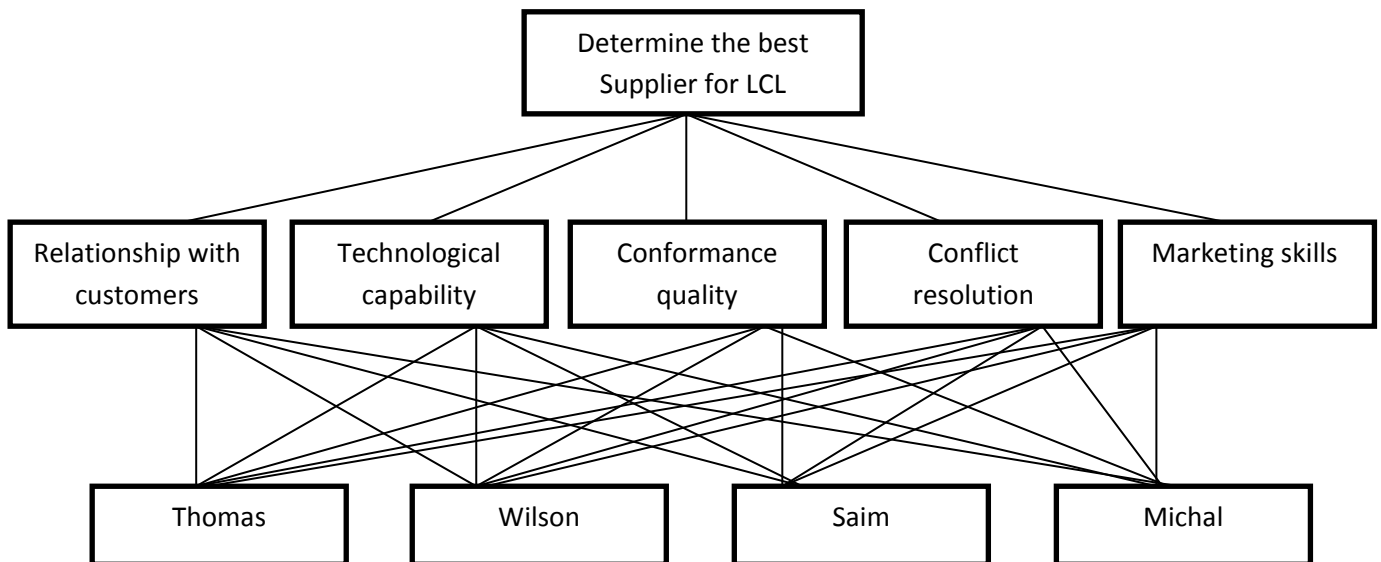 Determine the best
Supplier for LCL
Relationship with
customers
Technological
capability
Conformance
quality
Conflict
resolution
Marketing skills
Thomas
Wilson
Saim
Michal